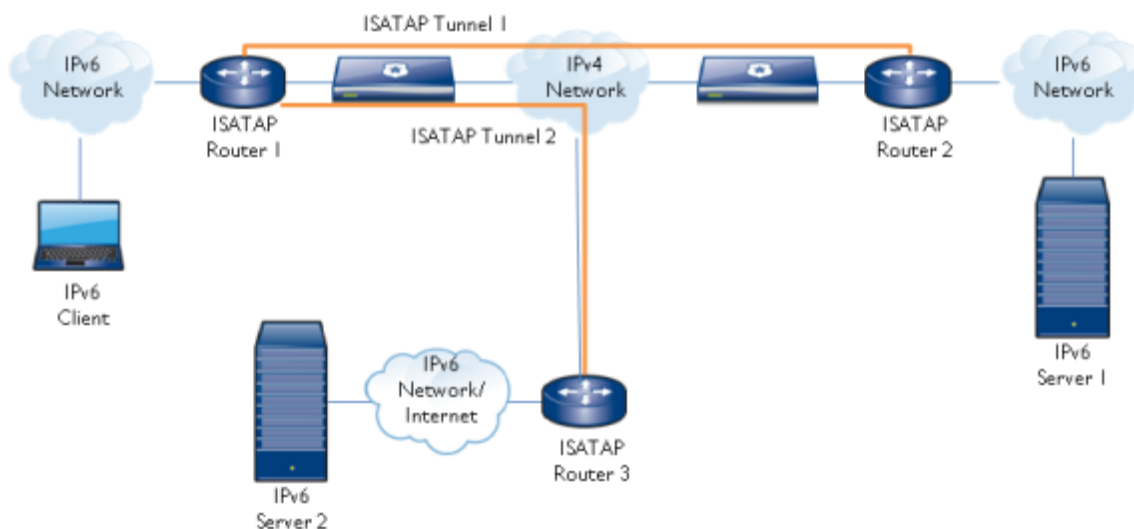 ISATAP Tunnel 1
IPv6
Network
IPv4
Network
IPv6
Network
ISATAP
Router 1
ISATAP Tunnel 2
ISATAP
Router 2
IPv6
Client
IPv6
Network/
Internet
IPv6
Server 1
ISATAP
Router 3
IPv6
Server 2